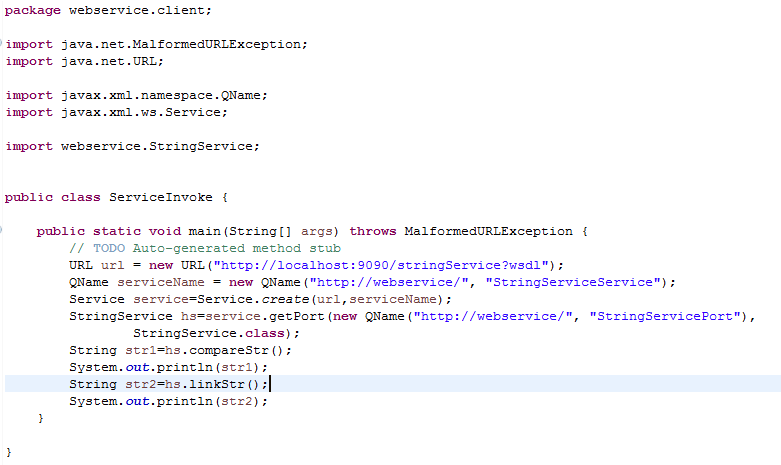 package webservice.client;
import java.net.MalformedURLException;
import java.net.URL;
import javax.xml.namespace.QName;
import javax.xml.ws.Service;
import webservice.StringService;
public class ServiceInvoke {
public static void main(String[] args) throws MalformedURLException {
// TODO Auto-generated method stub
URL url = new URL("http://localhost:9090/stringService?wsdl");
QName serviceName = new QName("http://webservice/", "StringServiceService");
Service service=Service.create(url,serviceName);
StringService hs=service.getPort(new QName("http://webservice/", "StringServicePort"),
StringService.class);
String str1=hs.compareStr();
System.out.println(str1);
String str2=hs.linkStr();
System.out.println(str2);
}
}